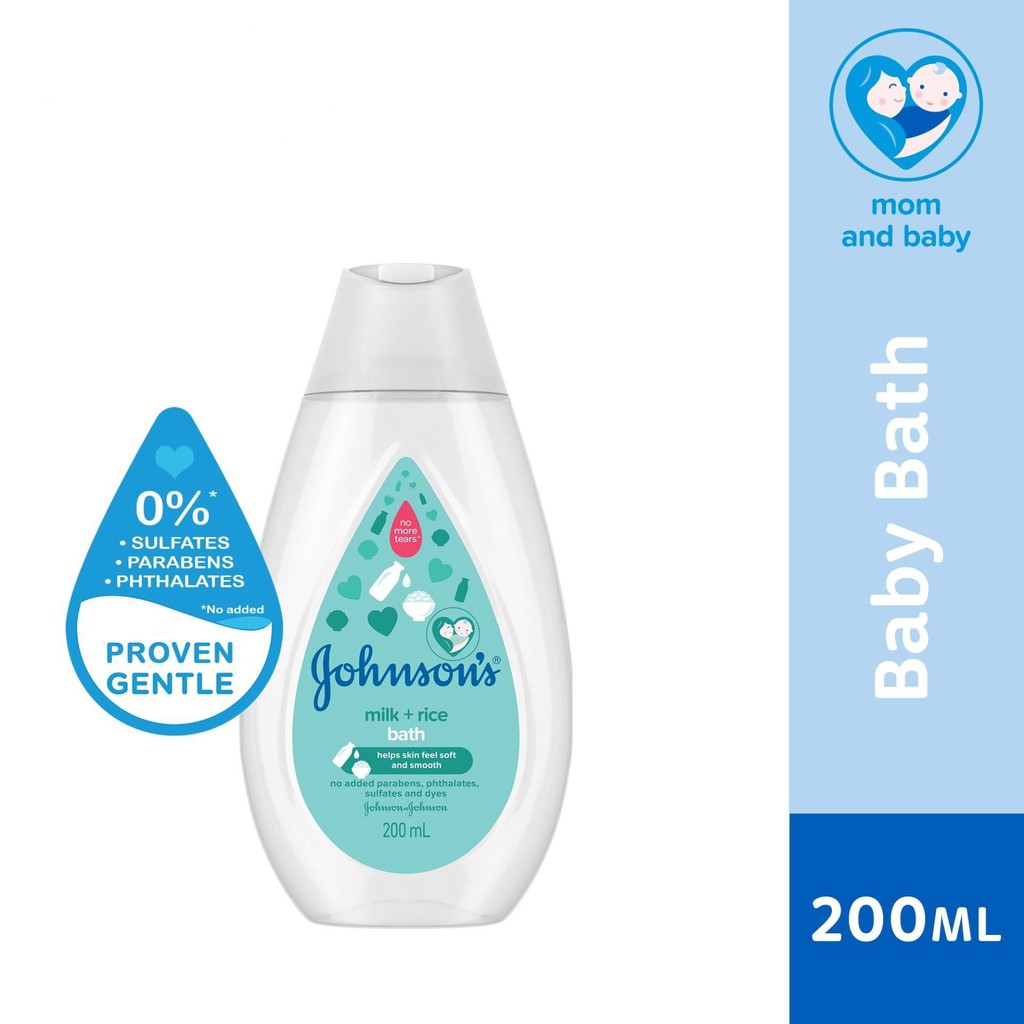 mom
and baby
Baby Bath
200ML
0%*
• SULFATES
• PARABENS
• PHTHALATES
*No added
PROVEN
GENTLE
no
more
tears®
Johnson's®
milk + rice
bath
helps skin feel soft
and smooth
no added parabens, phthalates,
sulfates and dyes
Johnson & Johnson
200 mL